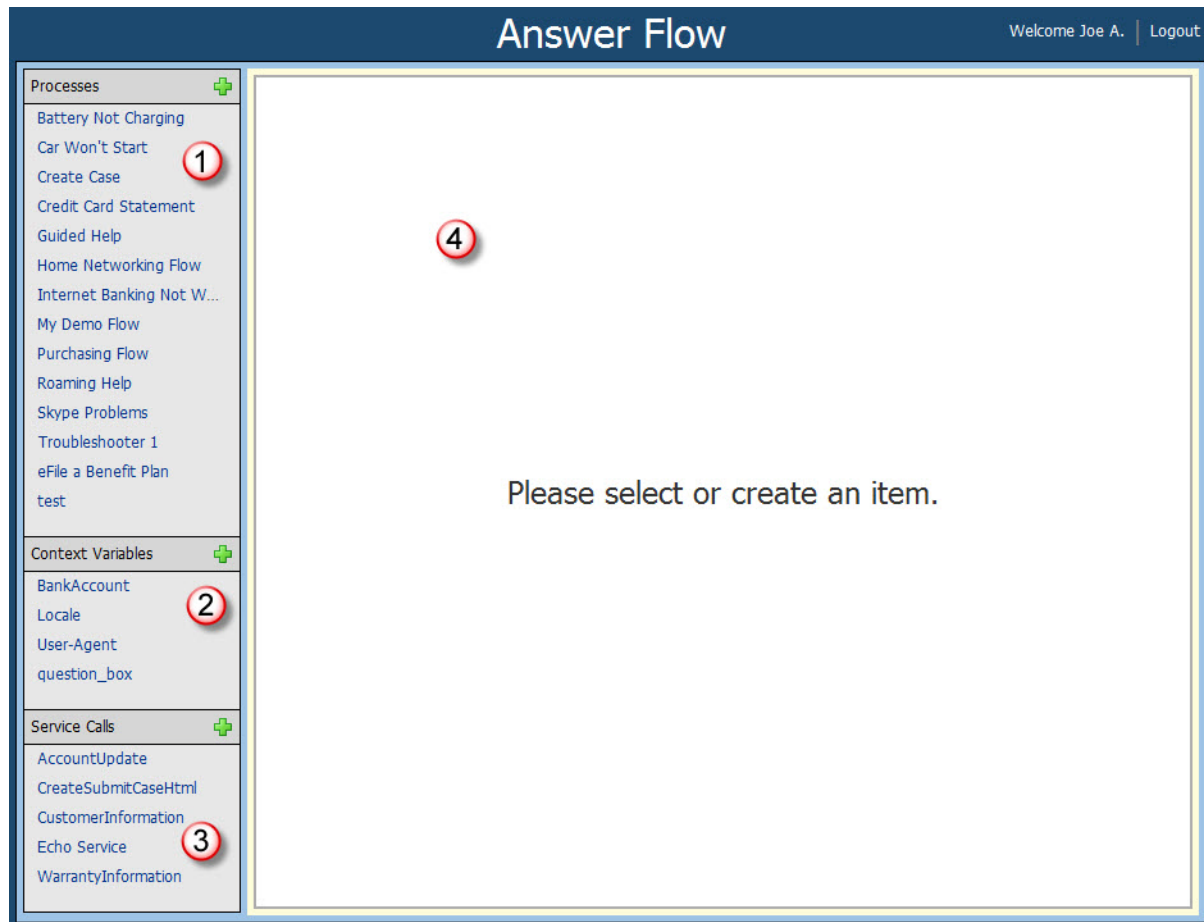 Answer Flow
Welcome Joe A. | Logout
Processes
Battery Not Charging
Car Won't Start
1
Create Case
Credit Card Statement
Guided Help
4
Home Networking Flow
Internet Banking Not W...
My Demo Flow
Purchasing Flow
Roaming Help
Skype Problems
Troubleshooter 1
eFile a Benefit Plan
test
Please select or create an item.
Context Variables
BankAccount
2
Locale
User-Agent
question_box
Service Calls
AccountUpdate
CreateSubmitCaseHtml
CustomerInformation
3
Echo Service
WarrantyInformation